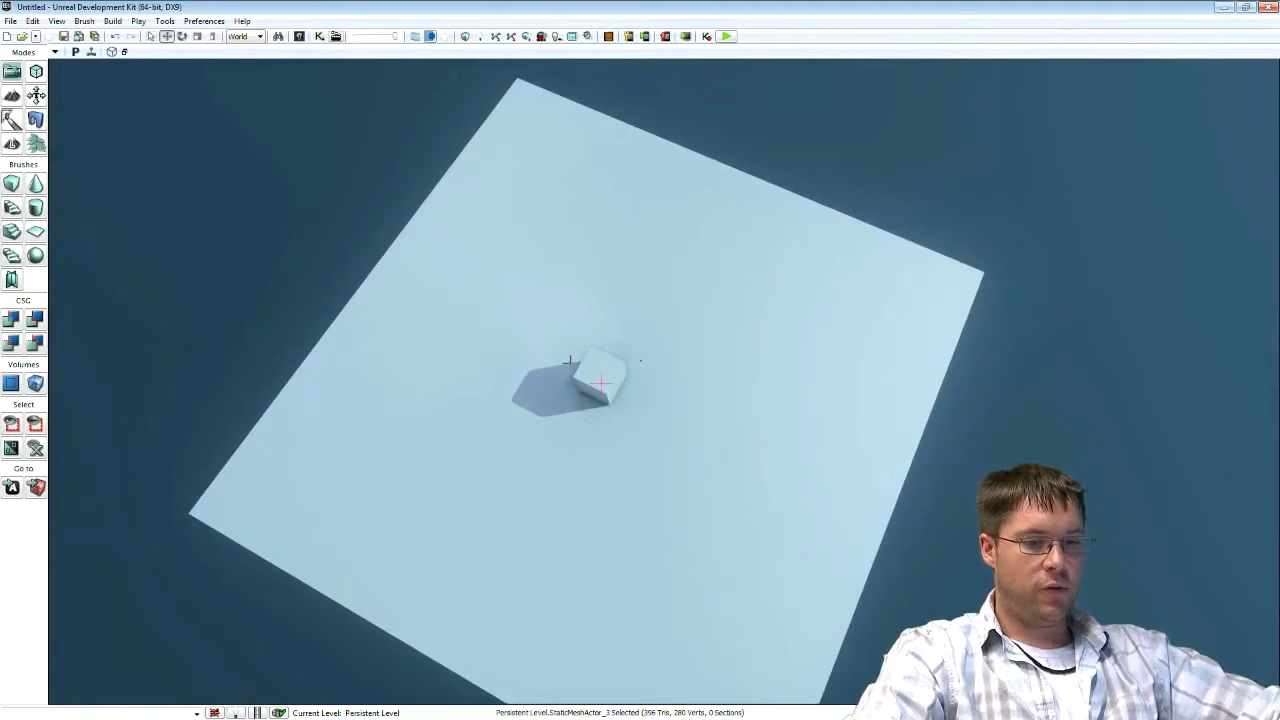 Untitled - Unreal Development Kit (64-bit, DX9)
File Edit View Brush Build Play Tools Preferences Help
World
Modes
P
Brushes
CSG
Volumes
Select
Go to
Current Level: Persistent Level
Persistent Level.StaticMeshActor_3 Selected (396 Tris, 280 Verts, 0 Sections)